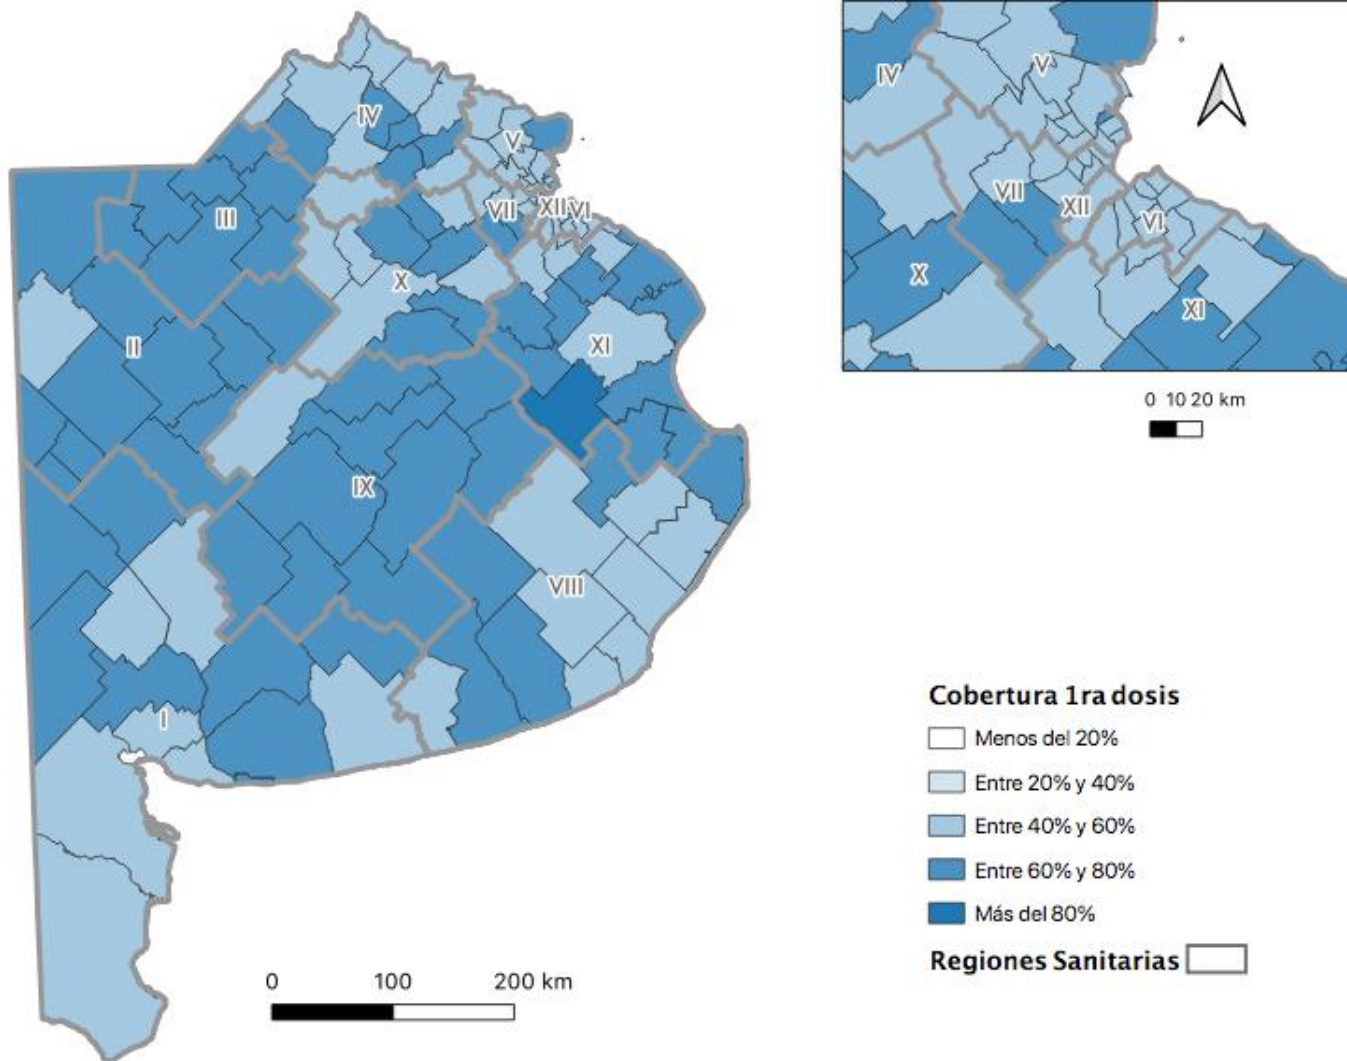 IV
V
III
VII
XII
VI
X
II
XI
IX
VIII
I
0 100 200 km
IV
V
VII
XII
VI
X
XI
0 10 20 km
Cobertura 1ra dosis
Menos del 20%
Entre 20% y 40%
Entre 40% y 60%
Entre 60% y 80%
Más del 80%
Regiones Sanitarias